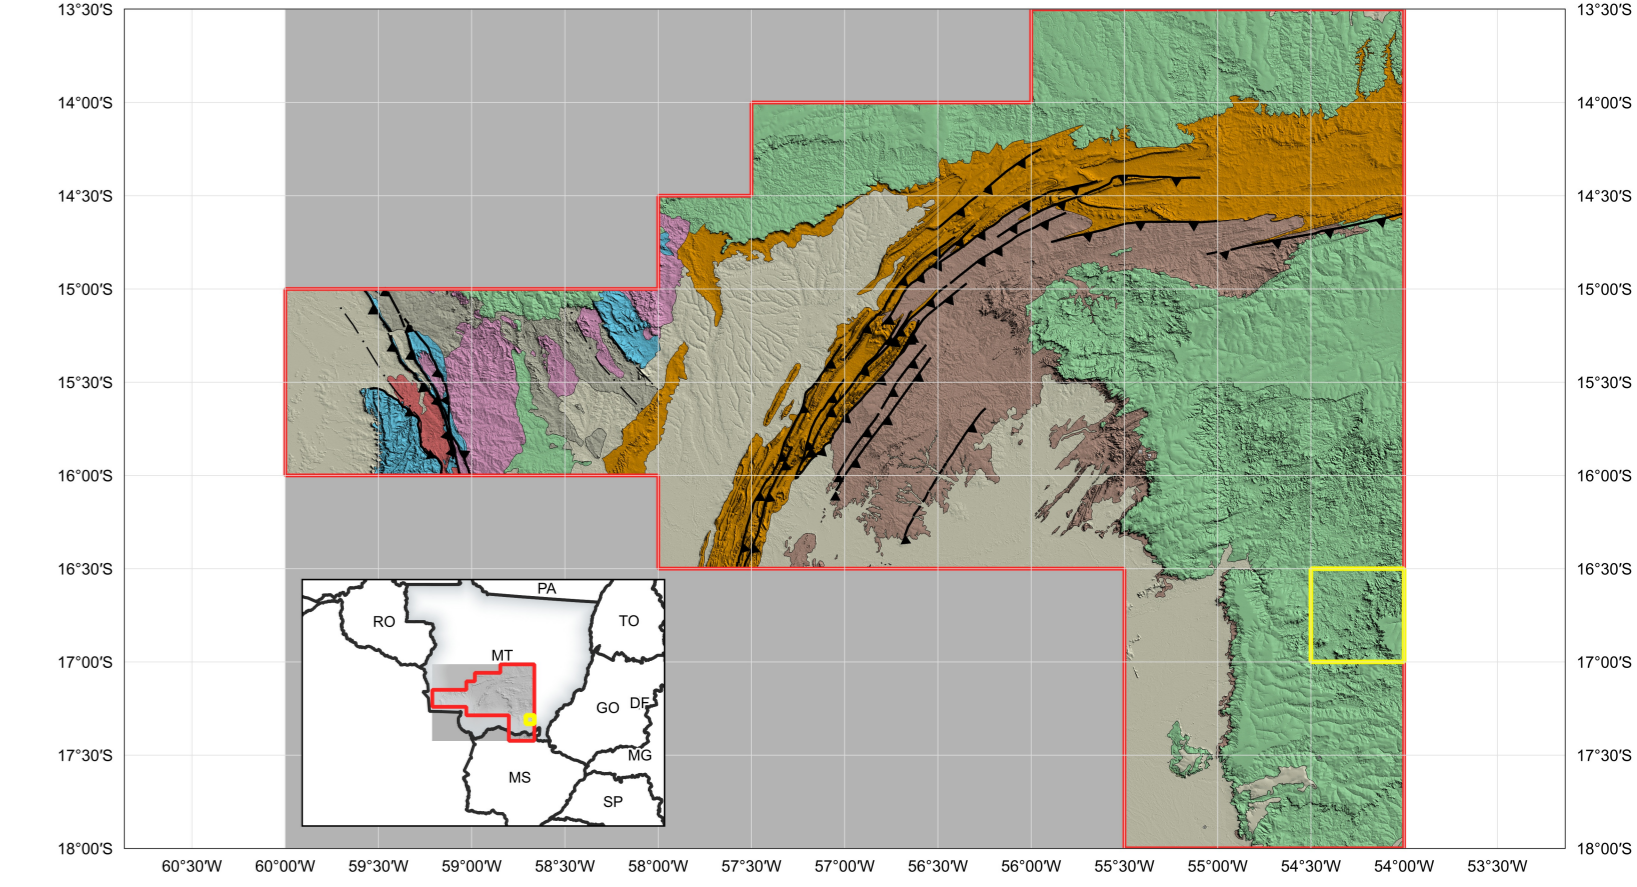 13°30′S 13°30′S
14°00′S 14°00′S
14°30′S 14°30′S
15°00′S 15°00′S
15°30′S 15°30′S
16°00′S 16°00′S
16°30′S 16°30′S
PA
RO TO
MT
17°00′S 17°00′S
GO DF
17°30′S MG 17°30′S
MS
SP
18°00′S 18°00′S
60°30′W 60°00′W 59°30′W 59°00′W 58°30′W 58°00′W 57°30′W 57°00′W 56°30′W 56°00′W 55°30′W 55°00′W 54°30′W 54°00′W 53°30′W